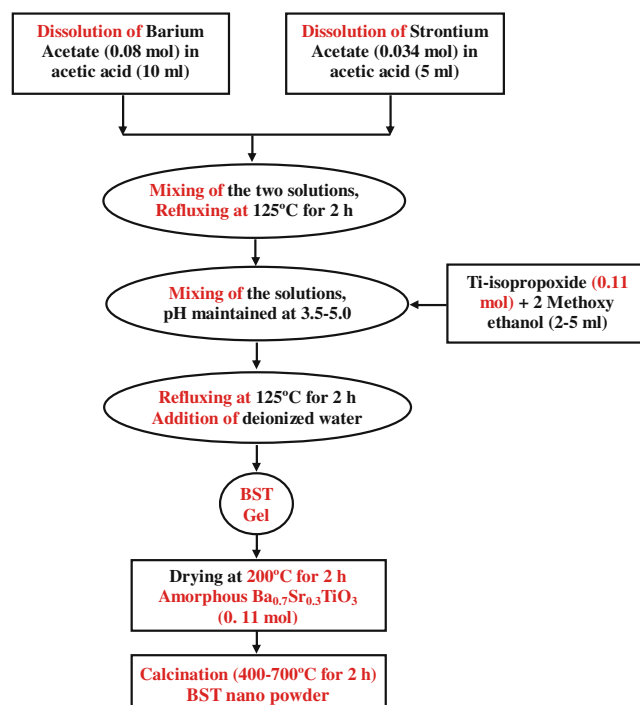 Dissolution of Barium
Acetate (0.08 mol) in
acetic acid (10 ml)
Dissolution of Strontium
Acetate (0.034 mol) in
acetic acid (5 ml)
Mixing of the two solutions,
Refluxing at 125ºC for 2 h
Mixing of the solutions,
pH maintained at 3.5-5.0
Ti-isopropoxide (0.11
mol) + 2 Methoxy
ethanol (2-5 ml)
Refluxing at 125ºC for 2 h
Addition of deionized water
BST
Gel
Drying at 200ºC for 2 h
Amorphous Ba₀.₇Sr₀.₃TiO₃
(0. 11 mol)
Calcination (400-700ºC for 2 h)
BST nano powder